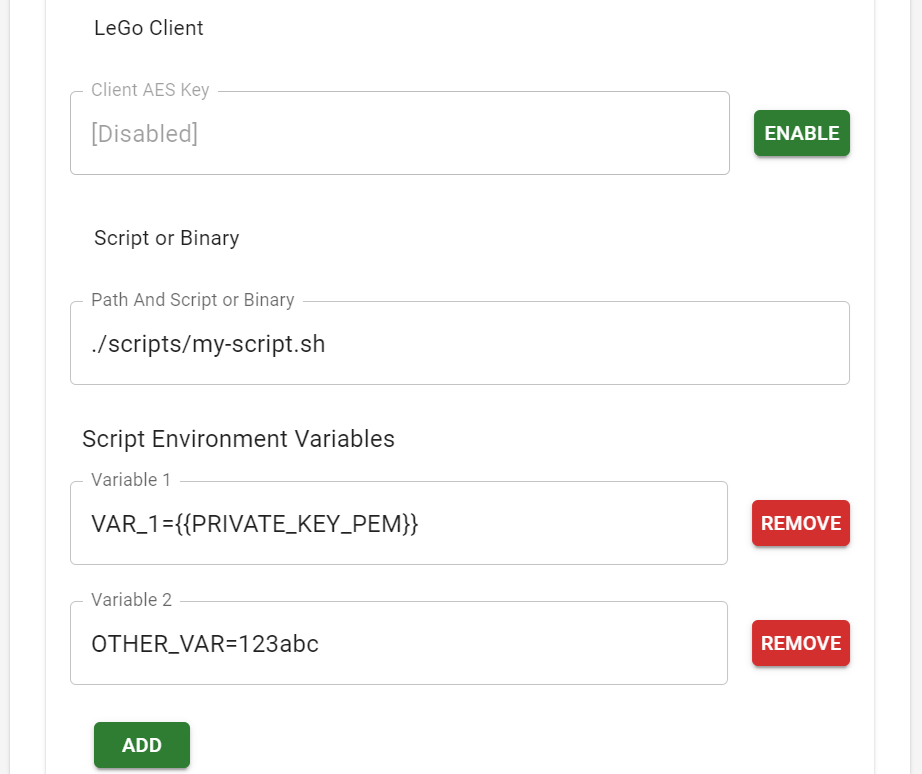 LeGo Client
Client AES Key
[Disabled]
ENABLE
Script or Binary
Path And Script or Binary
./scripts/my-script.sh
Script Environment Variables
Variable 1
VAR_1={{PRIVATE_KEY_PEM}}
REMOVE
Variable 2
OTHER_VAR=123abc
REMOVE
ADD